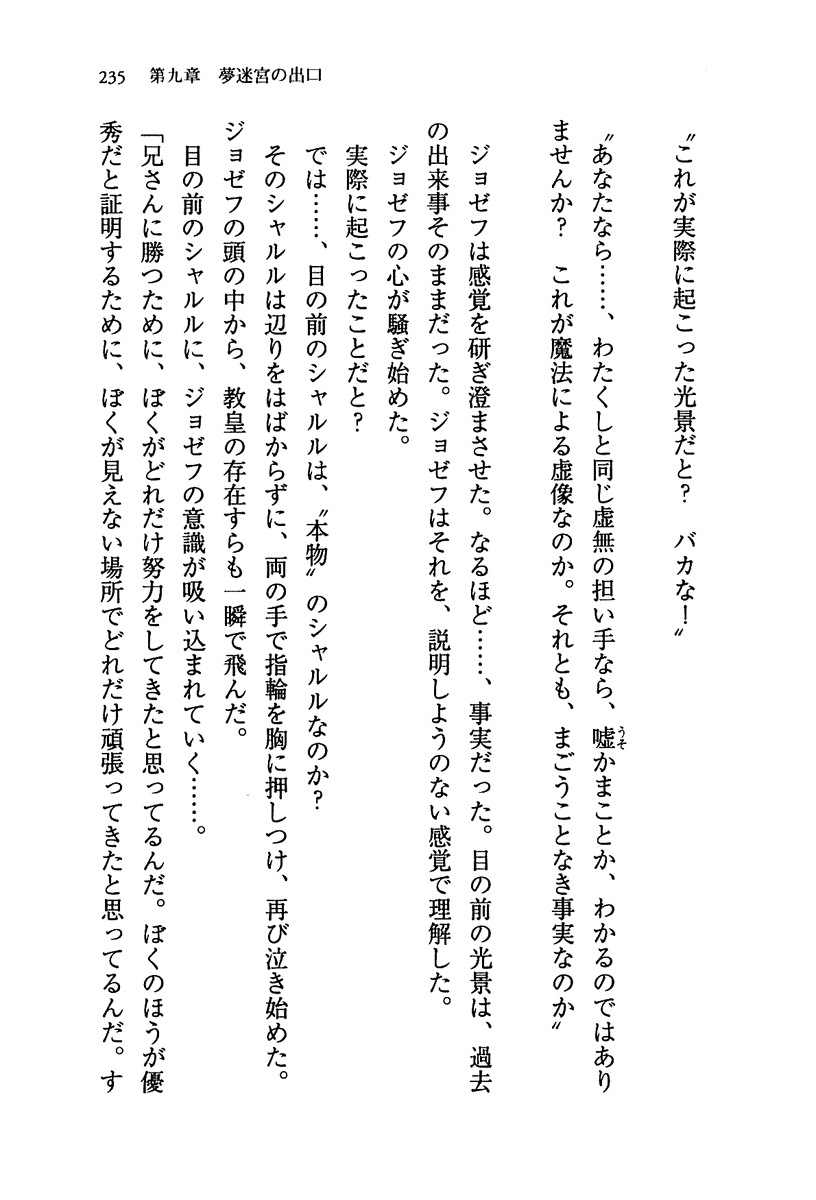 235　第九章　夢迷宮の出口
〝これが実際に起こった光景だと？　バカな！〟
〝あなたなら……、わたくしと同じ虚無の担い手なら、嘘かまことか、わかるのではあり
うそ
ませんか？　これが魔法による虚像なのか。それとも、まごうことなき事実なのか〟
ジョゼフは感覚を研ぎ澄まさせた。なるほど……、事実だった。目の前の光景は、過去
の出来事そのままだった。ジョゼフはそれを、説明しようのない感覚で理解した。
ジョゼフの心が騒ぎ始めた。
実際に起こったことだと？
では……、目の前のシャルルは、〝本物〟のシャルルなのか？
そのシャルルは辺りをはばからずに、両の手で指輪を胸に押しつけ、再び泣き始めた。
ジョゼフの頭の中から、教皇の存在すらも一瞬で飛んだ。
目の前のシャルルに、ジョゼフの意識が吸い込まれていく……。
「兄さんに勝つために、ぼくがどれだけ努力をしてきたと思ってるんだ。ぼくのほうが優
秀だと証明するために、ぼくが見えない場所でどれだけ頑張ってきたと思ってるんだ。す